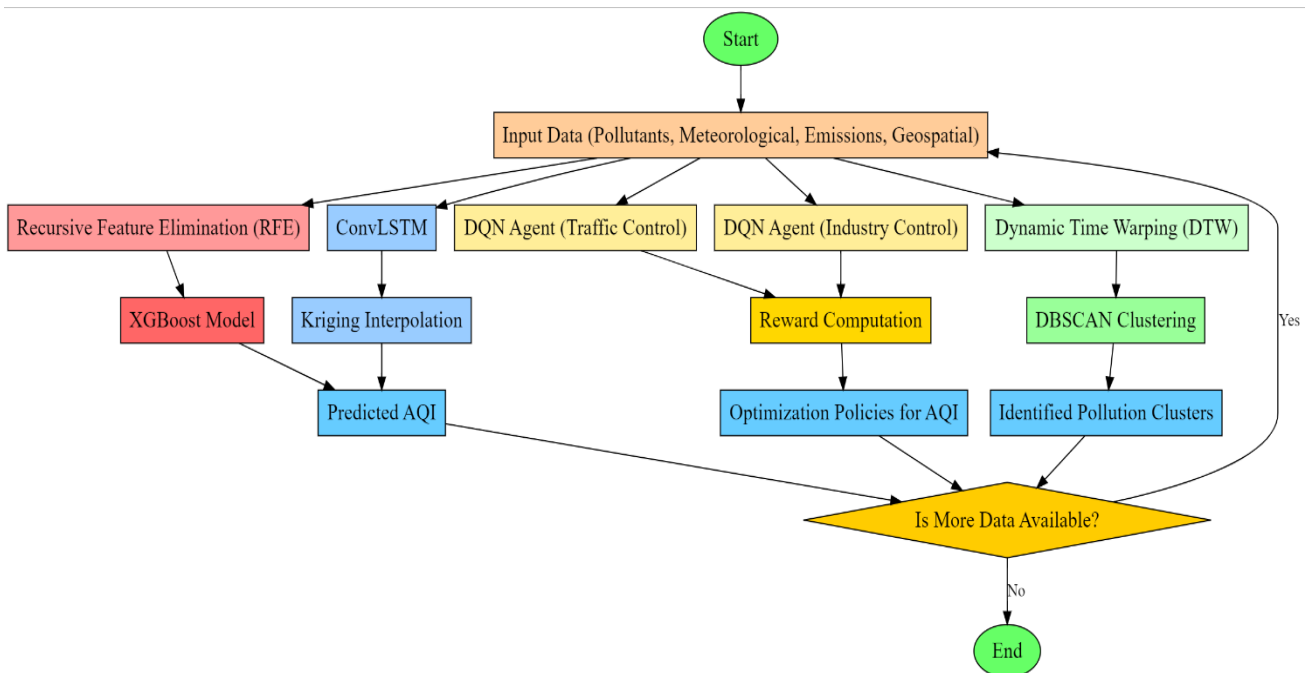 Start
Input Data (Pollutants, Meteorological, Emissions, Geospatial)
Recursive Feature Elimination (RFE)
ConvLSTM
DQN Agent (Traffic Control)
DQN Agent (Industry Control)
Dynamic Time Warping (DTW)
XGBoost Model
Kriging Interpolation
Reward Computation
DBSCAN Clustering
Yes
Predicted AQI
Optimization Policies for AQI
Identified Pollution Clusters
Is More Data Available?
No
End